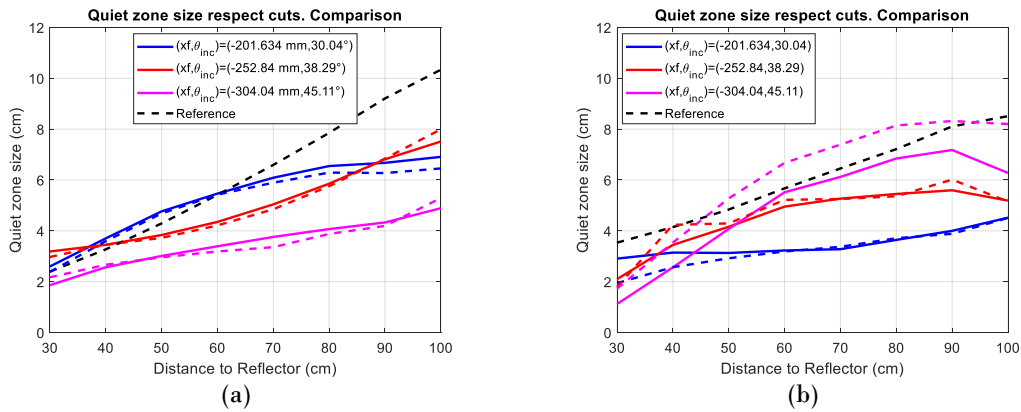 Quiet zone size respect cuts. Comparison
12
10
8
6
4
2
0
Quiet zone size (cm)
(xf,θinc)=(-201.634 mm,30.04°)
(xf,θinc)=(-252.84 mm,38.29°)
(xf,θinc)=(-304.04 mm,45.11°)
Reference
30 40 50 60 70 80 90 100
Distance to Reflector (cm)
(a)
Quiet zone size respect cuts. Comparison
12
10
8
6
4
2
0
Quiet zone size (cm)
(xf,θinc)=(-201.634,30.04)
(xf,θinc)=(-252.84,38.29)
(xf,θinc)=(-304.04,45.11)
Reference
30 40 50 60 70 80 90 100
Distance to Reflector (cm)
(b)